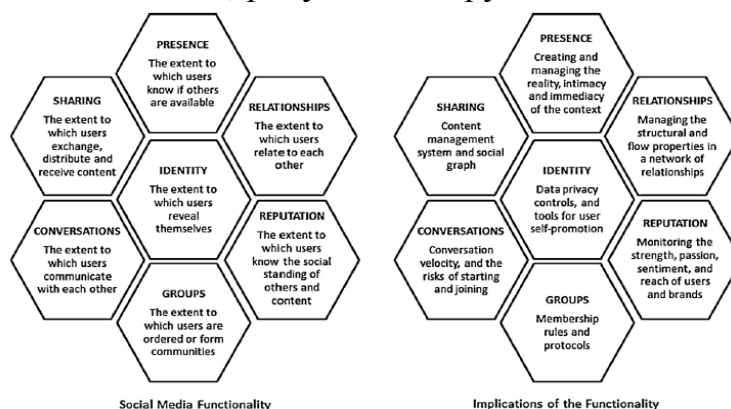 PRESENCE
The extent to
which users
know if others
are available
SHARING
The extent to
which users
exchange,
distribute and
receive content
RELATIONSHIPS
The extent to
which users
relate to each
other
IDENTITY
The extent to
which users
reveal
themselves
CONVERSATIONS
The extent to
which users
communicate
with each other
REPUTATION
The extent to
which users
know the social
standing of
others and
content
GROUPS
The extent to
which users are
ordered or form
communities
Social Media Functionality
PRESENCE
Creating and
managing the
reality, intimacy
and immediacy
of the context
SHARING
Content
management
system and social
graph
RELATIONSHIPS
Managing the
structural and
flow properties in
a network of
relationships
IDENTITY
Data privacy
controls, and
tools for user
self-promotion
CONVERSATIONS
Conversation
velocity, and the
risks of starting
and joining
REPUTATION
Monitoring the
strength, passion,
sentiment, and
reach of users
and brands
GROUPS
Membership
rules and
protocols
Implications of the Functionality